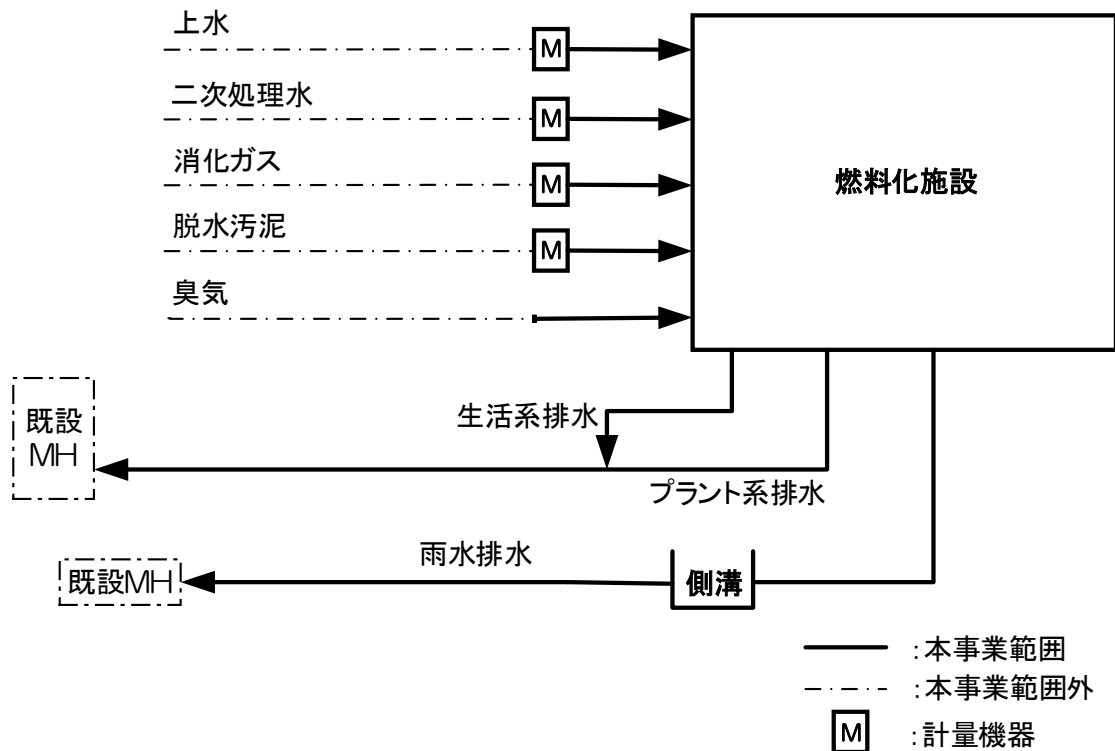 上水
M
二次処理水
M
消化ガス
M
脱水汚泥
M
臭気
燃料化施設
既設
MH
生活系排水
プラント系排水
雨水排水
既設MH
側溝
:本事業範囲
:本事業範囲外
M :計量機器